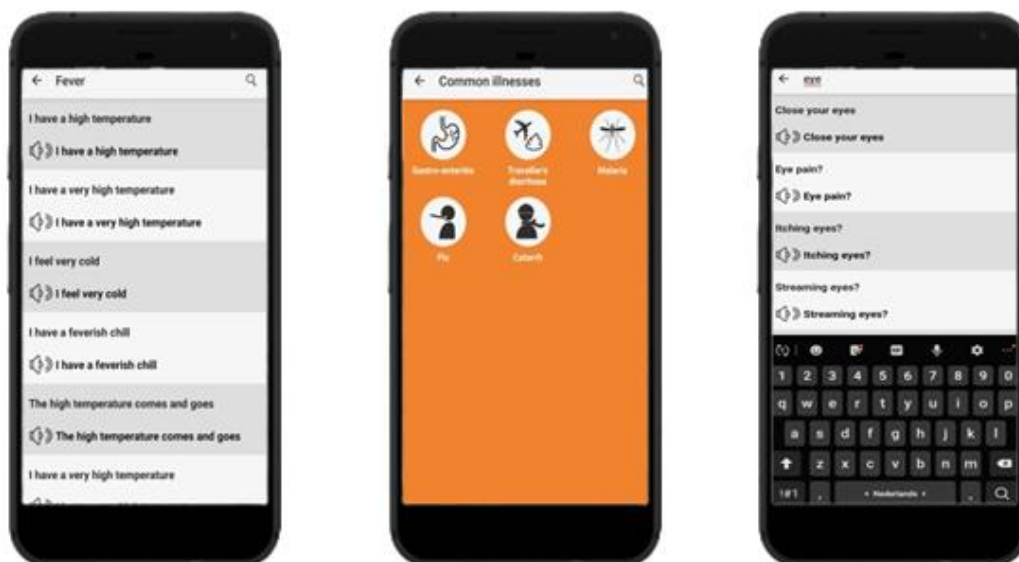 Fever
I have a high temperature
I have a high temperature
I have a very high temperature
I have a very high temperature
I feel very cold
I feel very cold
I have a feverish chill
I have a feverish chill
The high temperature comes and goes
The high temperature comes and goes
I have a very high temperature
Common illnesses
Gastro-enteritis
Traveller's
diarrhoea
Malaria
Flu
Catarrh
eye
Close your eyes
Close your eyes
Eye pain?
Eye pain?
Itching eyes?
Itching eyes?
Streaming eyes?
Streaming eyes?
1 2 3 4 5 6 7 8 9 0
q w e r t y u i o p
a s d f g h j k l
z x c v b n m
!#1 , Nederlands .